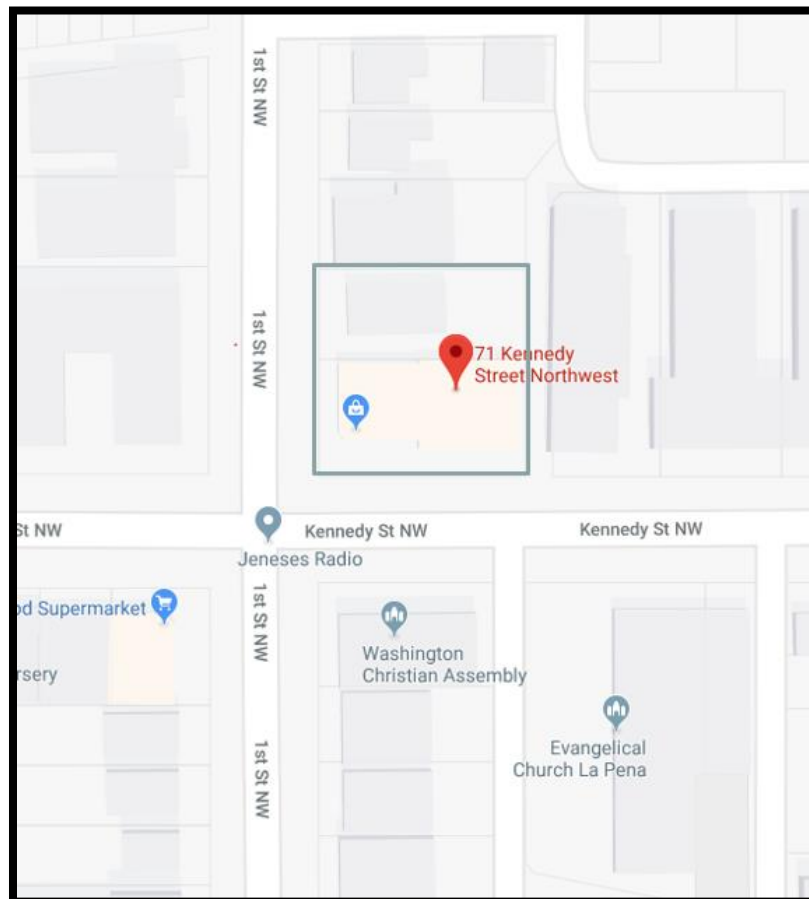 1st St NW
1st St NW
71 Kennedy
Street Northwest
St NW
Kennedy St NW
Kennedy St NW
Jeneses Radio
1st St NW
od Supermarket
Washington
Christian Assembly
rsery
1st St NW
Evangelical
Church La Pena